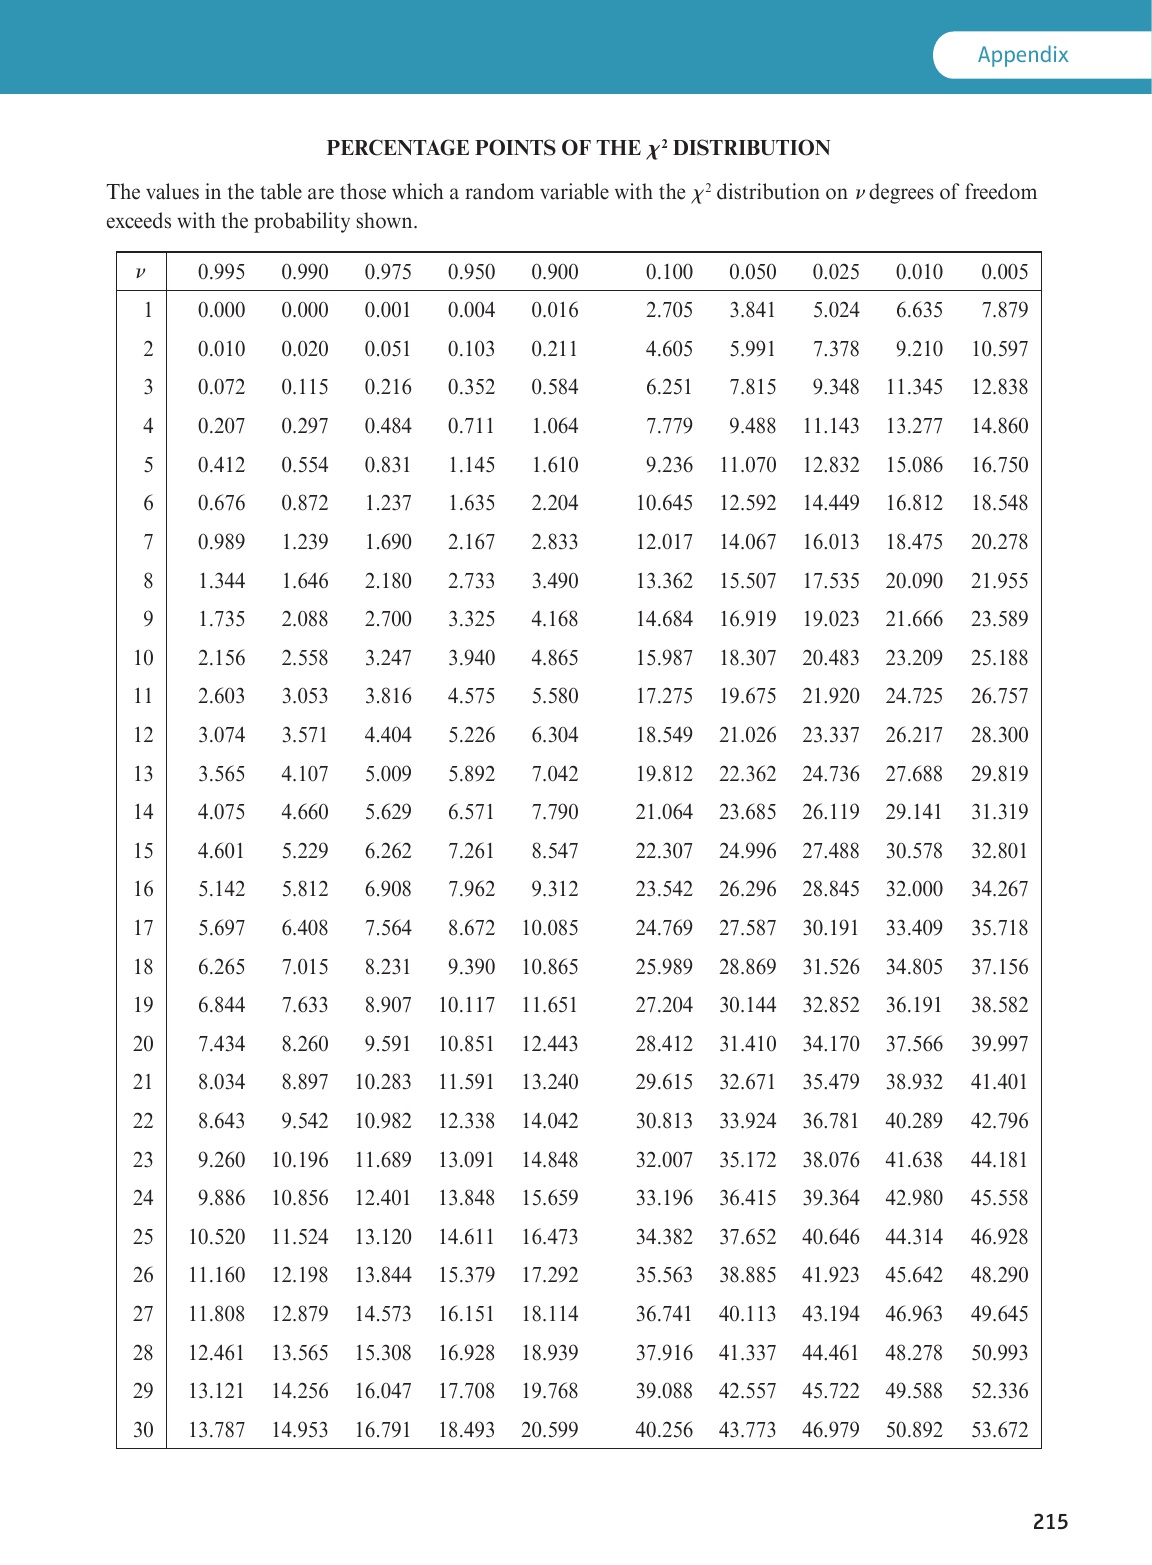 Appendix
PERCENTAGE POINTS OF THE χ² DISTRIBUTION
The values in the table are those which a random variable with the χ² distribution on ν degrees of freedom
exceeds with the probability shown.
ν 0.995 0.990 0.975 0.950 0.900 0.100 0.050 0.025 0.010 0.005
1 0.000 0.000 0.001 0.004 0.016 2.705 3.841 5.024 6.635 7.879
2 0.010 0.020 0.051 0.103 0.211 4.605 5.991 7.378 9.210 10.597
3 0.072 0.115 0.216 0.352 0.584 6.251 7.815 9.348 11.345 12.838
4 0.207 0.297 0.484 0.711 1.064 7.779 9.488 11.143 13.277 14.860
5 0.412 0.554 0.831 1.145 1.610 9.236 11.070 12.832 15.086 16.750
6 0.676 0.872 1.237 1.635 2.204 10.645 12.592 14.449 16.812 18.548
7 0.989 1.239 1.690 2.167 2.833 12.017 14.067 16.013 18.475 20.278
8 1.344 1.646 2.180 2.733 3.490 13.362 15.507 17.535 20.090 21.955
9 1.735 2.088 2.700 3.325 4.168 14.684 16.919 19.023 21.666 23.589
10 2.156 2.558 3.247 3.940 4.865 15.987 18.307 20.483 23.209 25.188
11 2.603 3.053 3.816 4.575 5.580 17.275 19.675 21.920 24.725 26.757
12 3.074 3.571 4.404 5.226 6.304 18.549 21.026 23.337 26.217 28.300
13 3.565 4.107 5.009 5.892 7.042 19.812 22.362 24.736 27.688 29.819
14 4.075 4.660 5.629 6.571 7.790 21.064 23.685 26.119 29.141 31.319
15 4.601 5.229 6.262 7.261 8.547 22.307 24.996 27.488 30.578 32.801
16 5.142 5.812 6.908 7.962 9.312 23.542 26.296 28.845 32.000 34.267
17 5.697 6.408 7.564 8.672 10.085 24.769 27.587 30.191 33.409 35.718
18 6.265 7.015 8.231 9.390 10.865 25.989 28.869 31.526 34.805 37.156
19 6.844 7.633 8.907 10.117 11.651 27.204 30.144 32.852 36.191 38.582
20 7.434 8.260 9.591 10.851 12.443 28.412 31.410 34.170 37.566 39.997
21 8.034 8.897 10.283 11.591 13.240 29.615 32.671 35.479 38.932 41.401
22 8.643 9.542 10.982 12.338 14.042 30.813 33.924 36.781 40.289 42.796
23 9.260 10.196 11.689 13.091 14.848 32.007 35.172 38.076 41.638 44.181
24 9.886 10.856 12.401 13.848 15.659 33.196 36.415 39.364 42.980 45.558
25 10.520 11.524 13.120 14.611 16.473 34.382 37.652 40.646 44.314 46.928
26 11.160 12.198 13.844 15.379 17.292 35.563 38.885 41.923 45.642 48.290
27 11.808 12.879 14.573 16.151 18.114 36.741 40.113 43.194 46.963 49.645
28 12.461 13.565 15.308 16.928 18.939 37.916 41.337 44.461 48.278 50.993
29 13.121 14.256 16.047 17.708 19.768 39.088 42.557 45.722 49.588 52.336
30 13.787 14.953 16.791 18.493 20.599 40.256 43.773 46.979 50.892 53.672
215